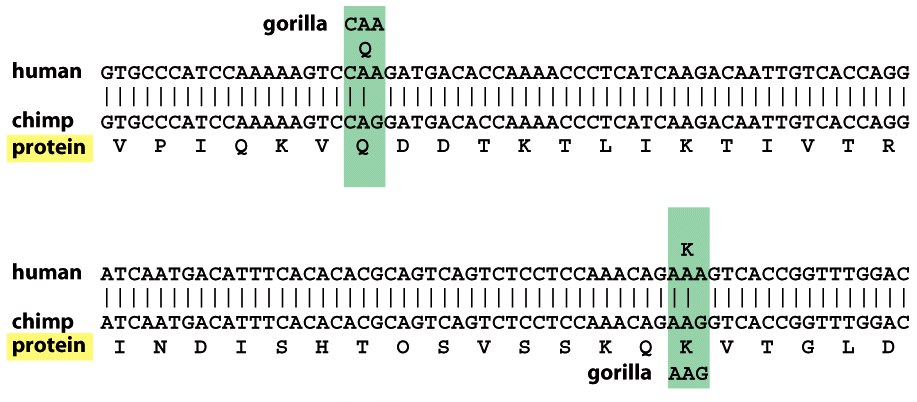 gorilla CAA
Q
human GTGCCCATCCAAAAAGTCCAAGATGACACCAAAACCCTCATCAAGACAATTGTCACCAGG
chimp GTGCCCATCCAAAAAGTCCAGGATGACACCAAAACCCTCATCAAGACAATTGTCACCAGG
protein V P I Q K V Q D D T K T L I K T I V T R
K
human ATCAATGACATTTCACACACGCAGTCAGTCTCCTCCAAACAGAAAGTCACCGGTTTGGAC
chimp ATCAATGACATTTCACACACGCAGTCAGTCTCCTCCAAACAGAAGGTCACCGGTTTGGAC
protein I N D I S H T O S V S S K Q K V T G L D
gorilla AAG